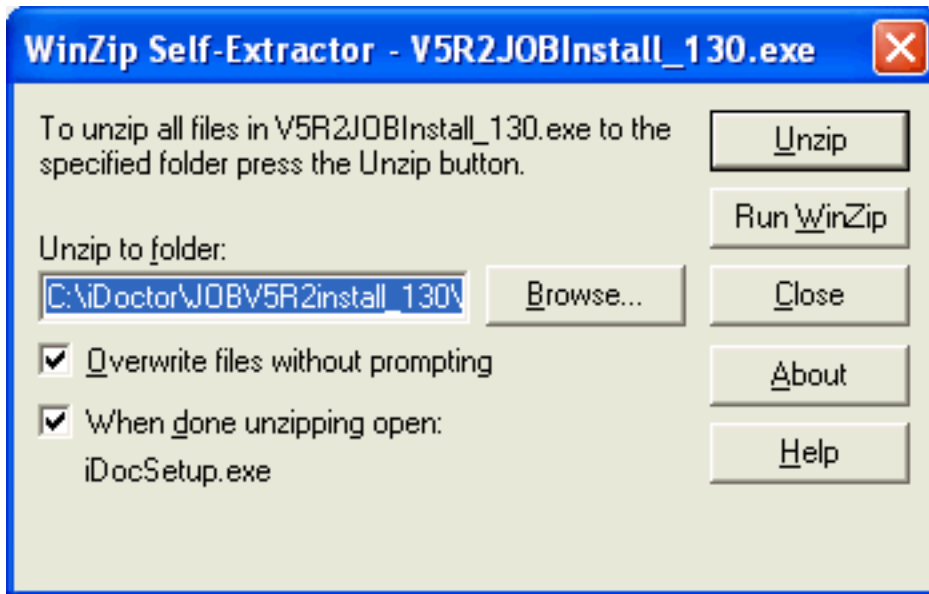 WinZip Self-Extractor - V5R2JOBInstall_130.exe
To unzip all files in V5R2JOBInstall_130.exe to the
specified folder press the Unzip button.
Unzip
Run WinZip
Unzip to folder:
C:\iDoctor\JOBV5R2install_130\
Browse...
Close
Overwrite files without prompting
About
When done unzipping open:
iDocSetup.exe
Help